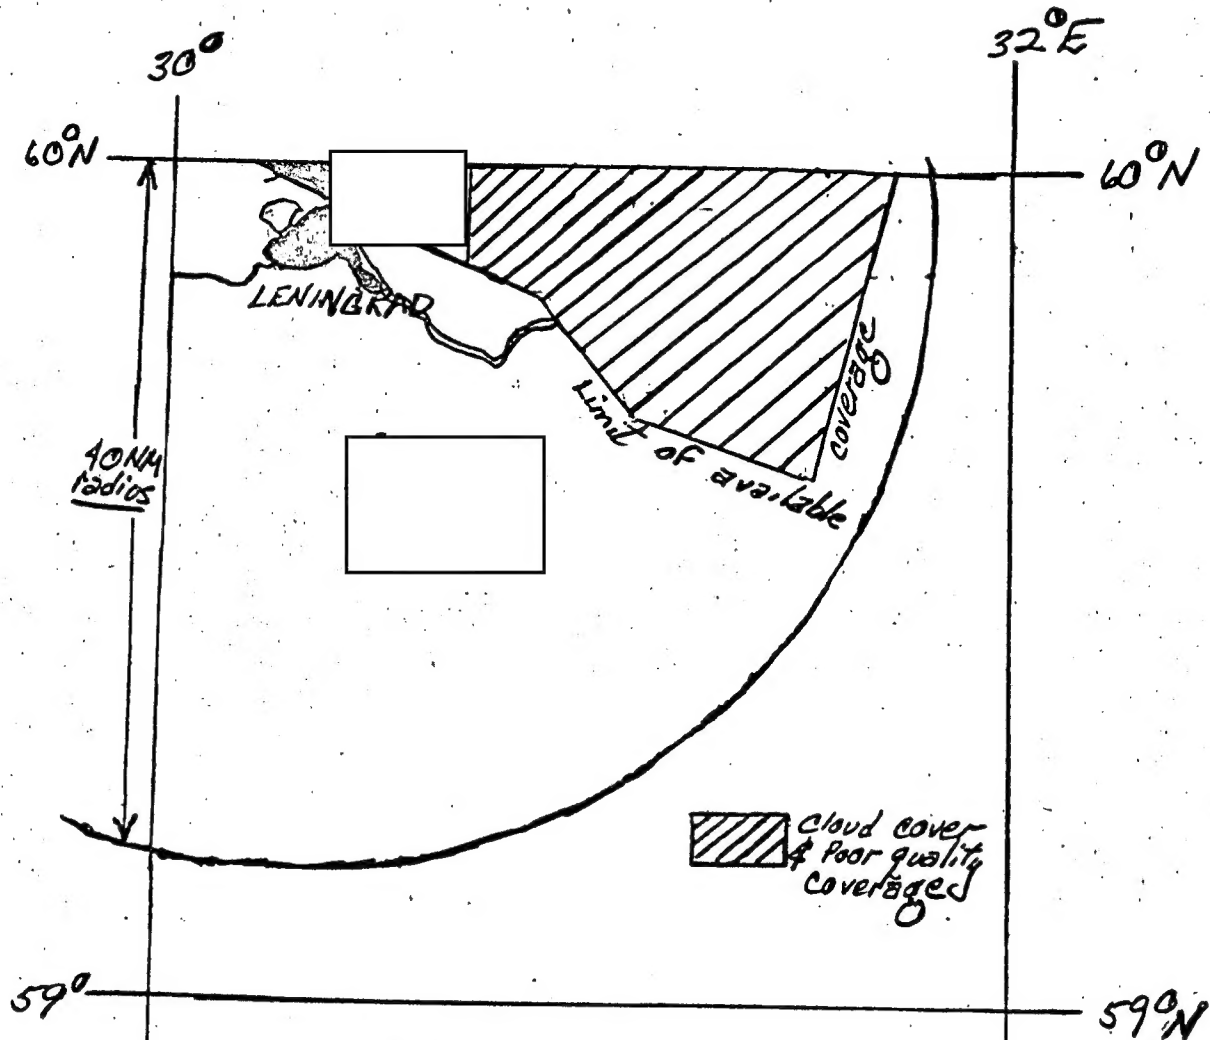 30°
32°E
60°N
60°N
LENINGRAD
coverage
Limit of available
40NM
radius
Cloud cover
& Poor quality
coverage
59°
59°N